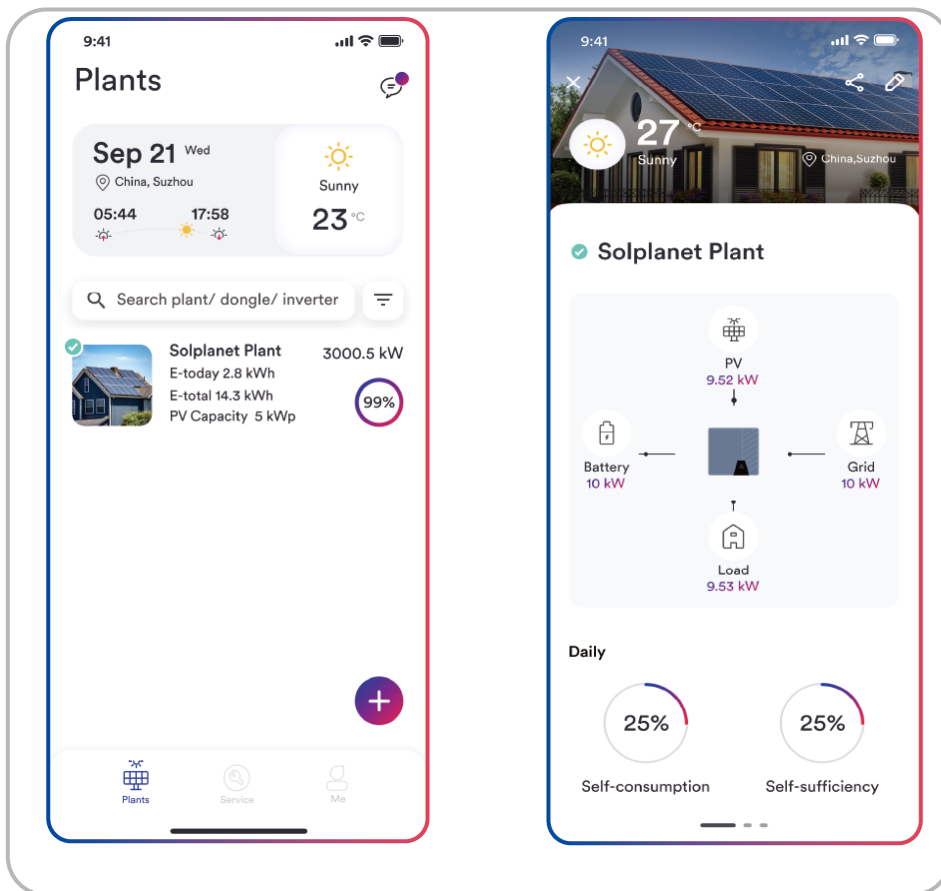 9:41
Plants
Sep 21 Wed
China, Suzhou
05:44 17:58
Sunny
23 °C
Search plant/ dongle/ inverter
Solplanet Plant 3000.5 kW
E-today 2.8 kWh
E-total 14.3 kWh
PV Capacity 5 kWp
99%
Plants Service Me
9:41
27 °C
Sunny
China,Suzhou
Solplanet Plant
PV
9.52 kW
Battery
10 kW
Grid
10 kW
Load
9.53 kW
Daily
25% 25%
Self-consumption Self-sufficiency